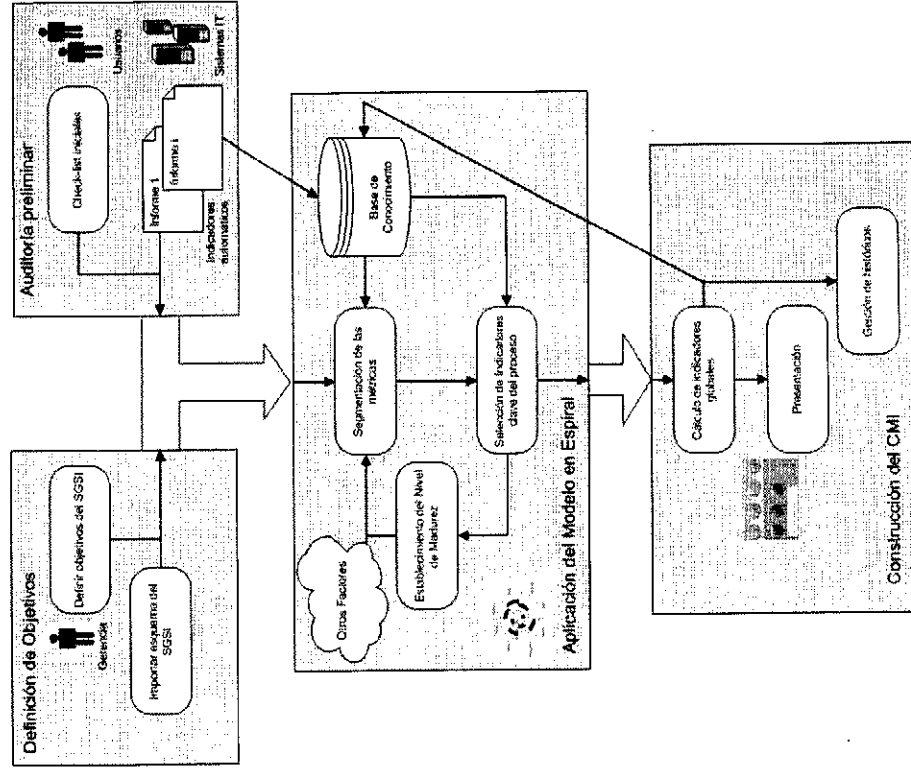 Definición de Objetivos
Gerencia
Definir objetivos del SGSI
Importar esquema del
SGSI
Auditoría preliminar
Check-list iniciales
Usuarios
Informe 1
Informe i
Indicadores
automáticos
Sistemas IT
Otros Factores
Segmentación de las
métricas
Base de
Conocimiento
Establecimiento del Nivel
de Madurez
Selección de Indicadores
clave del proceso
Aplicación del Modelo en Espiral
Cálculo de indicadores
globales
Presentación
Gestión de históricos
Construcción del CMI